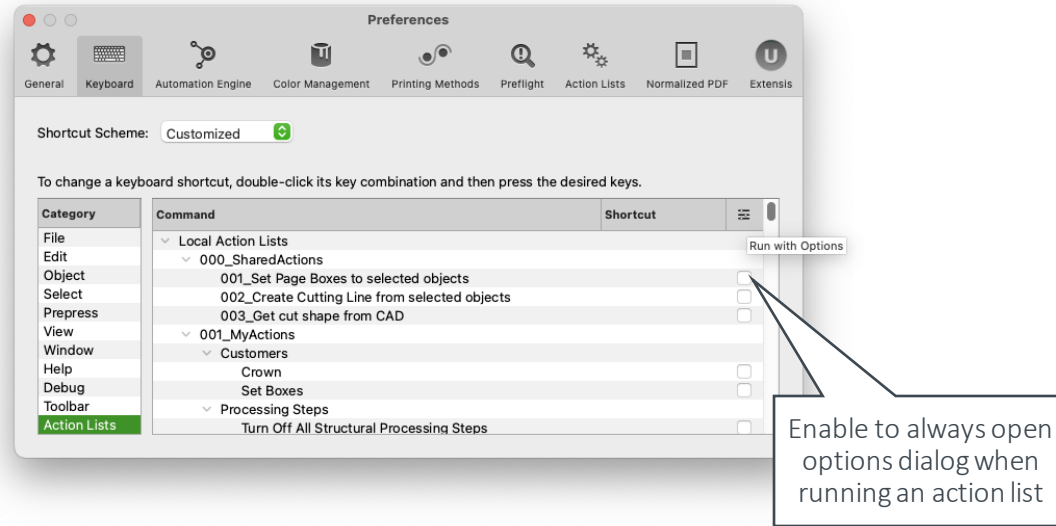 Preferences
General
Keyboard
Automation Engine
Color Management
Printing Methods
Preflight
Action Lists
Normalized PDF
U
Extensis
Shortcut Scheme: Customized
To change a keyboard shortcut, double-click its key combination and then press the desired keys.
Category
Command
Shortcut
File
Edit
Object
Select
Prepress
View
Window
Help
Debug
Toolbar
Action Lists
Local Action Lists
000_SharedActions
001_Set Page Boxes to selected objects
002_Create Cutting Line from selected objects
003_Get cut shape from CAD
001_MyActions
Customers
Crown
Set Boxes
Processing Steps
Turn Off All Structural Processing Steps
Run with Options
Enable to always open
options dialog when
running an action list